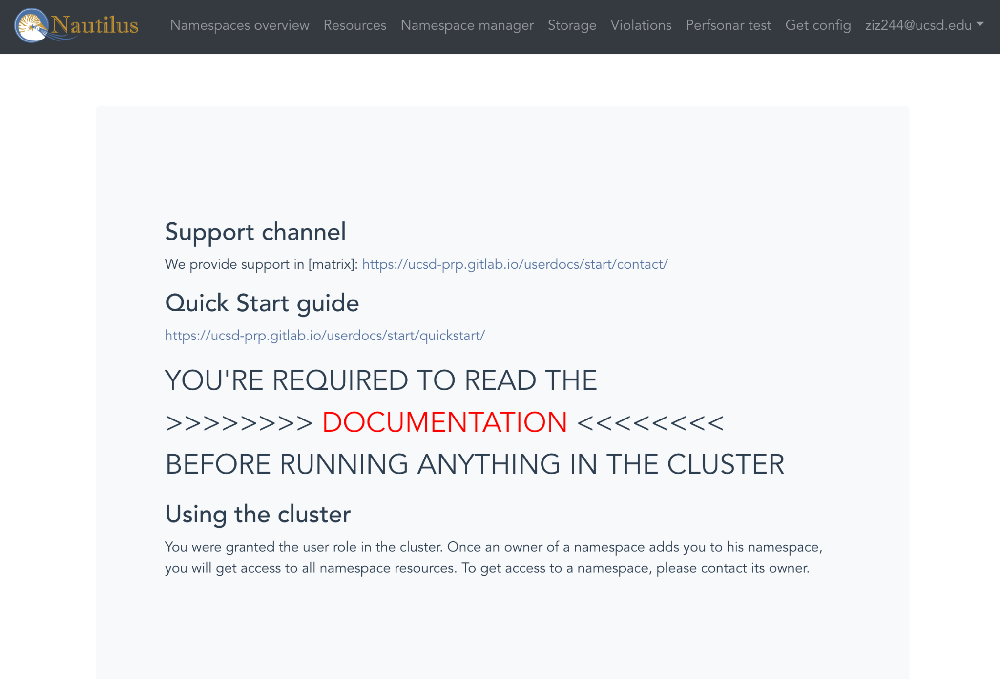 Nautilus Namespaces overview Resources Namespace manager Storage Violations Perfsonar test Get config ziz244@ucsd.edu
Support channel
We provide support in [matrix]: https://ucsd-prp.gitlab.io/userdocs/start/contact/
Quick Start guide
https://ucsd-prp.gitlab.io/userdocs/start/quickstart/
YOU'RE REQUIRED TO READ THE
>>>>>>>> DOCUMENTATION <<<<<<<<
BEFORE RUNNING ANYTHING IN THE CLUSTER
Using the cluster
You were granted the user role in the cluster. Once an owner of a namespace adds you to his namespace,
you will get access to all namespace resources. To get access to a namespace, please contact its owner.